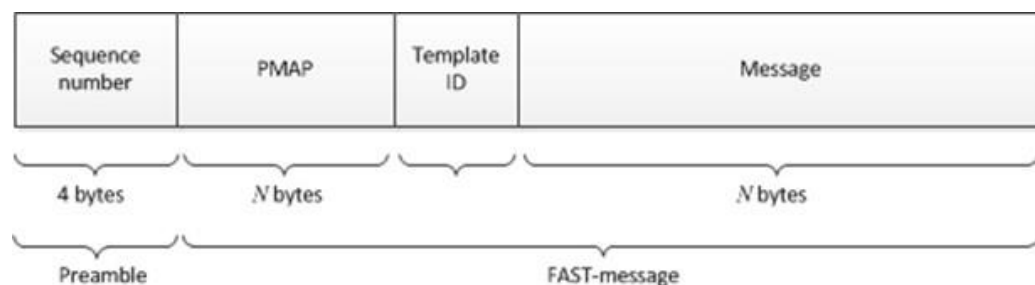 Sequence
number
PMAP
Template
ID
Message
4 bytes
N bytes
N bytes
Preamble
FAST-message